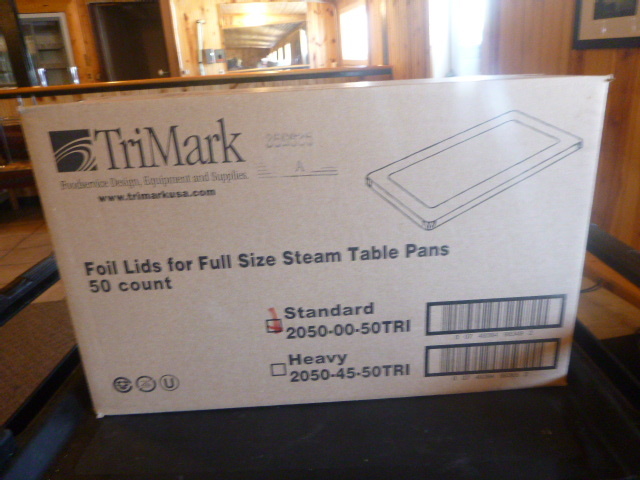 TriMark
Foodservice Design, Equipment and Supplies.
www.trimarkusa.com
A
Foil Lids for Full Size Steam Table Pans
50 count
Standard
2050-00-50TRI
Heavy
2050-45-50TRI
U